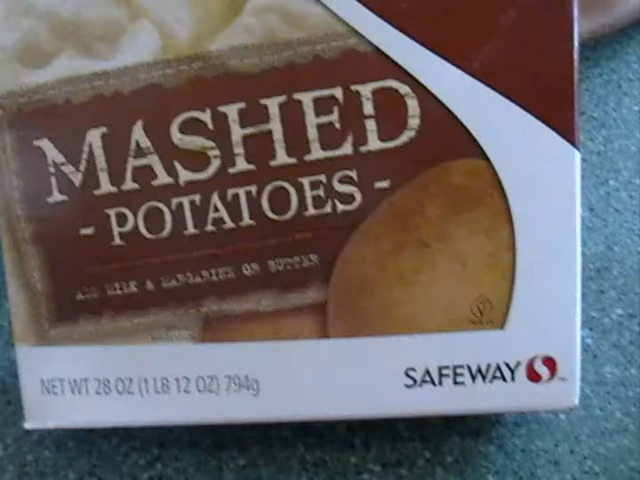 MASHED
- POTATOES -
ADD MILK & MARGARINE OR BUTTER
NET WT 28 OZ (1 LB 12 OZ) 794g
SAFEWAY